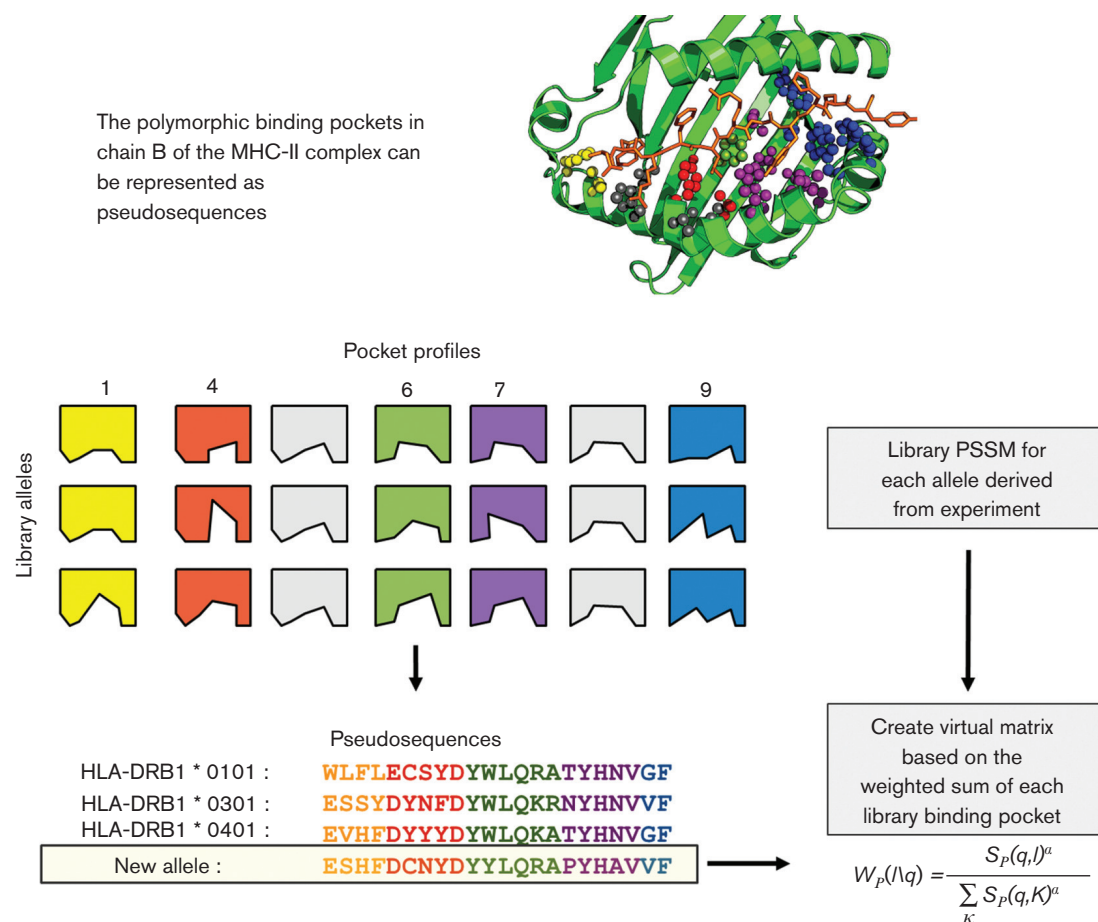 The polymorphic binding pockets in
chain B of the MHC-II complex can
be represented as
pseudosequences
Pocket profiles
1 4 6 7 9
Library alleles
Library PSSM for
each allele derived
from experiment
Pseudosequences
HLA-DRB1 * 0101 : WLFLECSYDYWLQRATYHNVGF
HLA-DRB1 * 0301 : ESSYDYNFDYWLQKRNYHNVVF
HLA-DRB1 * 0401 : EVHFDYYYDYWLQKATYHNVGF
New allele : ESHFDCNYDYYLQRAPYHAVVF
Create virtual matrix
based on the
weighted sum of each
library binding pocket
W_P(l\q) = S_P(q,l)^α / ∑_K S_P(q,K)^α